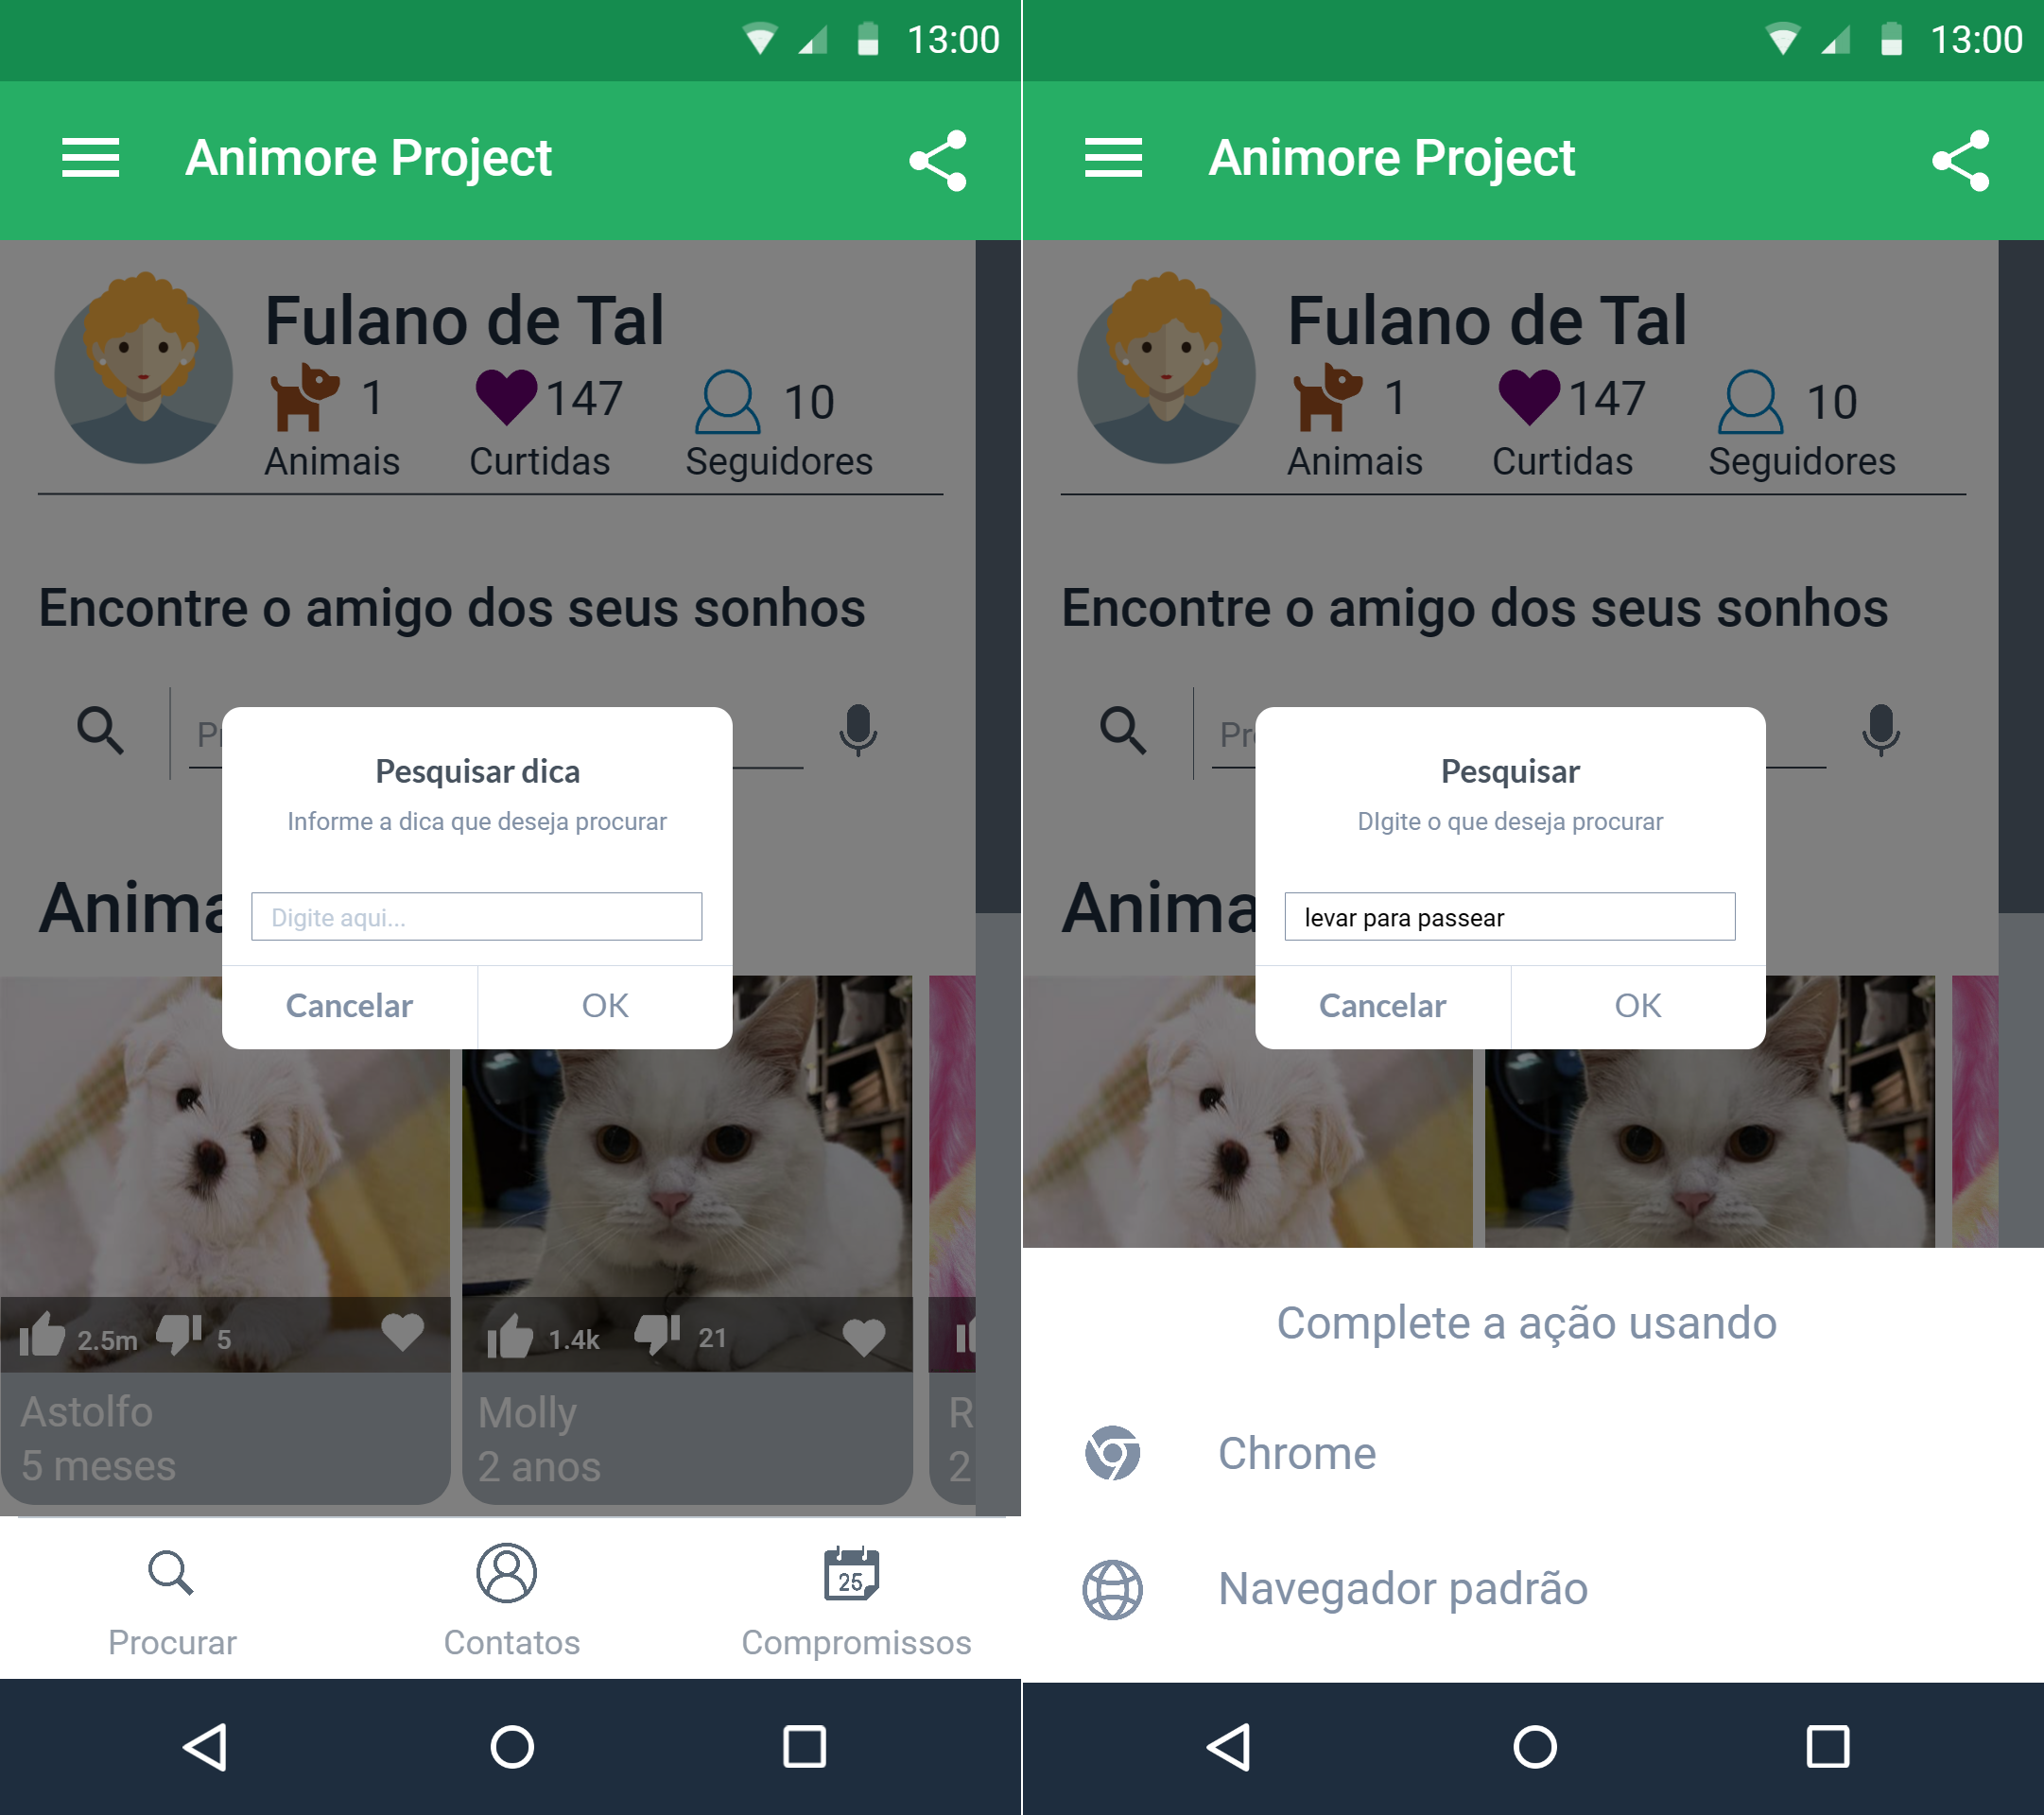 13:00
Animore Project
Fulano de Tal
1 147 10
Animais Curtidas Seguidores
Encontre o amigo dos seus sonhos
Pesquisar dica
Informe a dica que deseja procurar
Digite aqui...
Cancelar OK
2.5m 5 1.4k 21
Astolfo Molly R
5 meses 2 anos 2
25
Procurar Contatos Compromissos
13:00
Animore Project
Fulano de Tal
1 147 10
Animais Curtidas Seguidores
Encontre o amigo dos seus sonhos
Pesquisar
DIgite o que deseja procurar
levar para passear
Cancelar OK
Complete a ação usando
Chrome
Navegador padrão